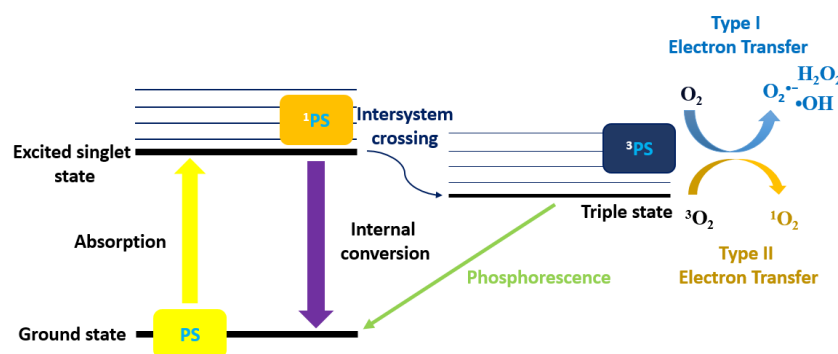 Type I
Electron Transfer
H₂O₂
O₂
O₂•−
•OH
¹PS
Intersystem
crossing
³PS
Excited singlet
state
Triple state
³O₂
¹O₂
Absorption
Internal
conversion
Type II
Electron Transfer
Phosphorescence
Ground state
PS